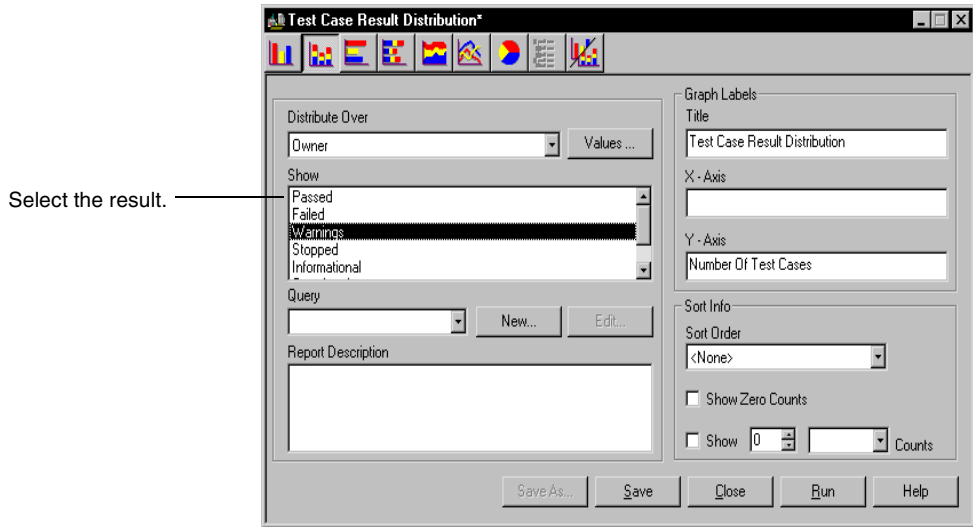 Test Case Result Distribution*
Distribute Over
Owner
Values ...
Show
Passed
Failed
Warnings
Stopped
Informational
Query
New...
Edit...
Report Description
Select the result.
Graph Labels
Title
Test Case Result Distribution
X - Axis
Y - Axis
Number Of Test Cases
Sort Info
Sort Order
<None>
Show Zero Counts
Show 0 Counts
Save As...
Save
Close
Run
Help